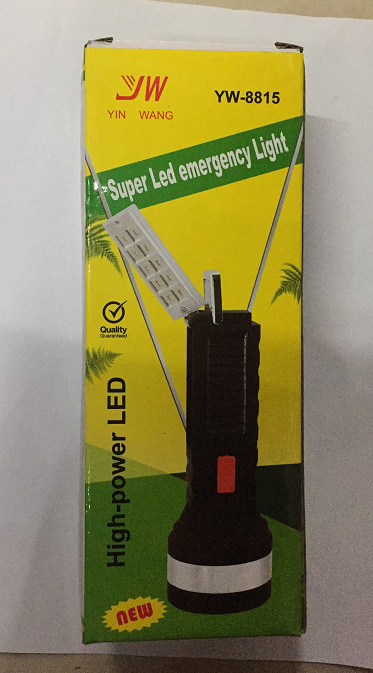 YW
YIN WANG
YW-8815
Super Led emergency Light
Quality
Guaranteed
High-power LED
NEW